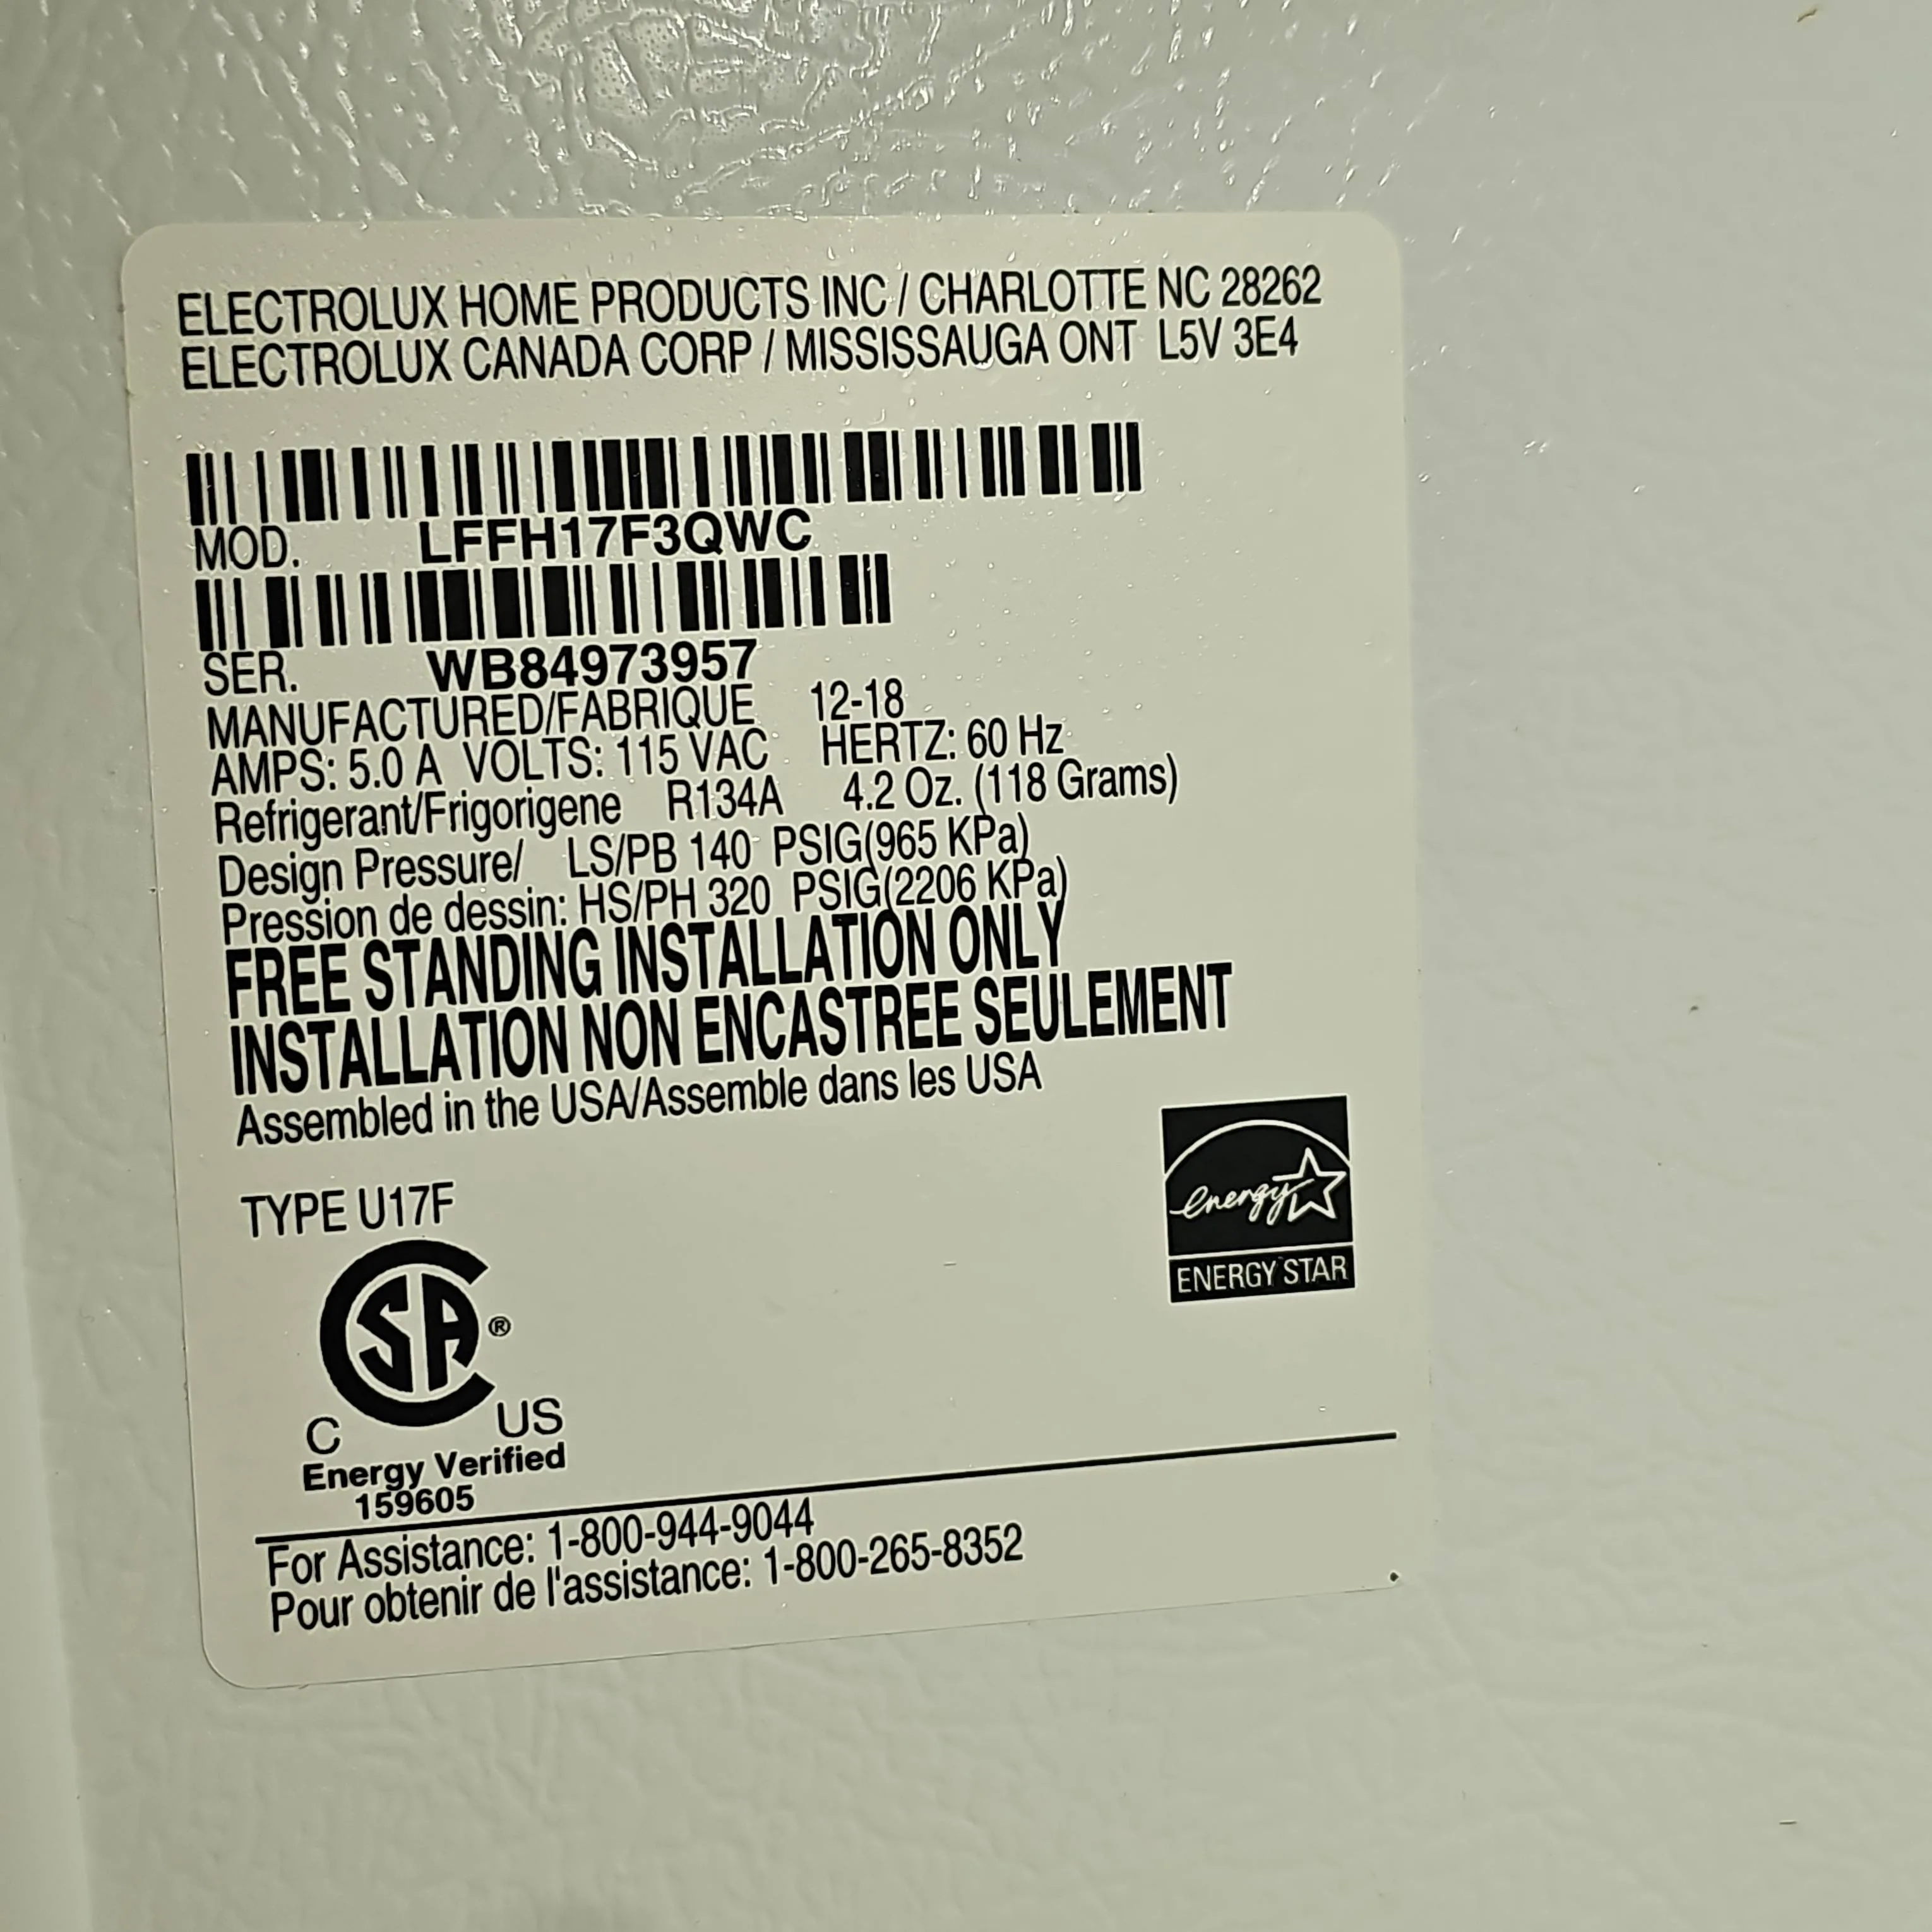 ELECTROLUX HOME PRODUCTS INC / CHARLOTTE NC 28262
ELECTROLUX CANADA CORP / MISSISSAUGA ONT L5V 3E4
MOD. LFFH17F3QWC
SER. WB84973957
MANUFACTURED/FABRIQUE 12-18
AMPS: 5.0 A VOLTS: 115 VAC HERTZ: 60 Hz
Refrigerant/Frigorigene R134A 4.2 Oz. (118 Grams)
Design Pressure/ LS/PB 140 PSIG(965 KPa)
Pression de dessin: HS/PH 320 PSIG(2206 KPa)
FREE STANDING INSTALLATION ONLY
INSTALLATION NON ENCASTREE SEULEMENT
Assembled in the USA/Assemble dans les USA
energy
ENERGY STAR
TYPE U17F
CSA ®
C US
Energy Verified
159605
For Assistance: 1-800-944-9044
Pour obtenir de l'assistance: 1-800-265-8352